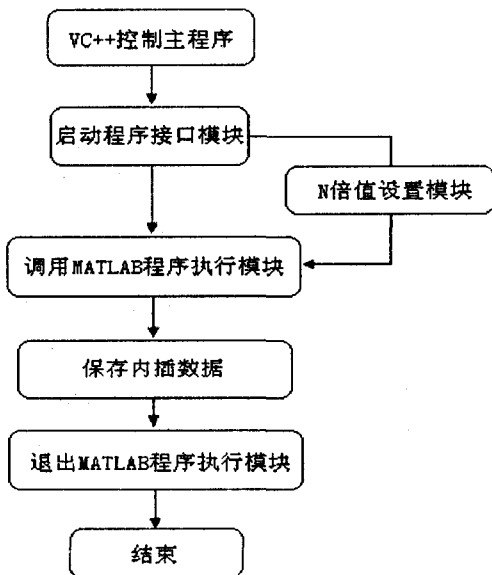 VC++控制主程序
启动程序接口模块
N倍值设置模块
调用MATLAB程序执行模块
保存内插数据
退出MATLAB程序执行模块
结束